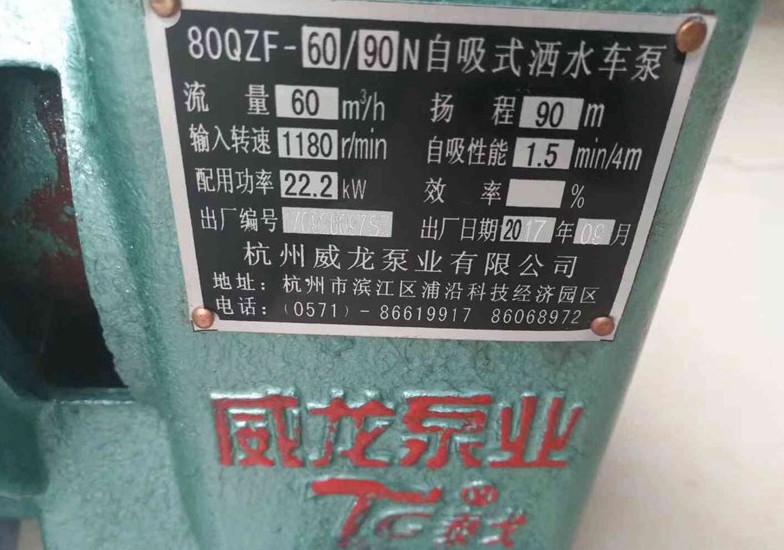 80QZF-60/90N自吸式洒水车泵
流 量 60 m³/h 扬 程 90 m
输入转速 1180 r/min 自吸性能 1.5 min/4m
配用功率 22.2 kW 效 率 %
出厂编号 出厂日期 2017 年 09 月
杭州威龙泵业有限公司
地址: 杭州市滨江区浦沿科技经济园区
电话: (0571) - 86619917 86068972
威龙泵业